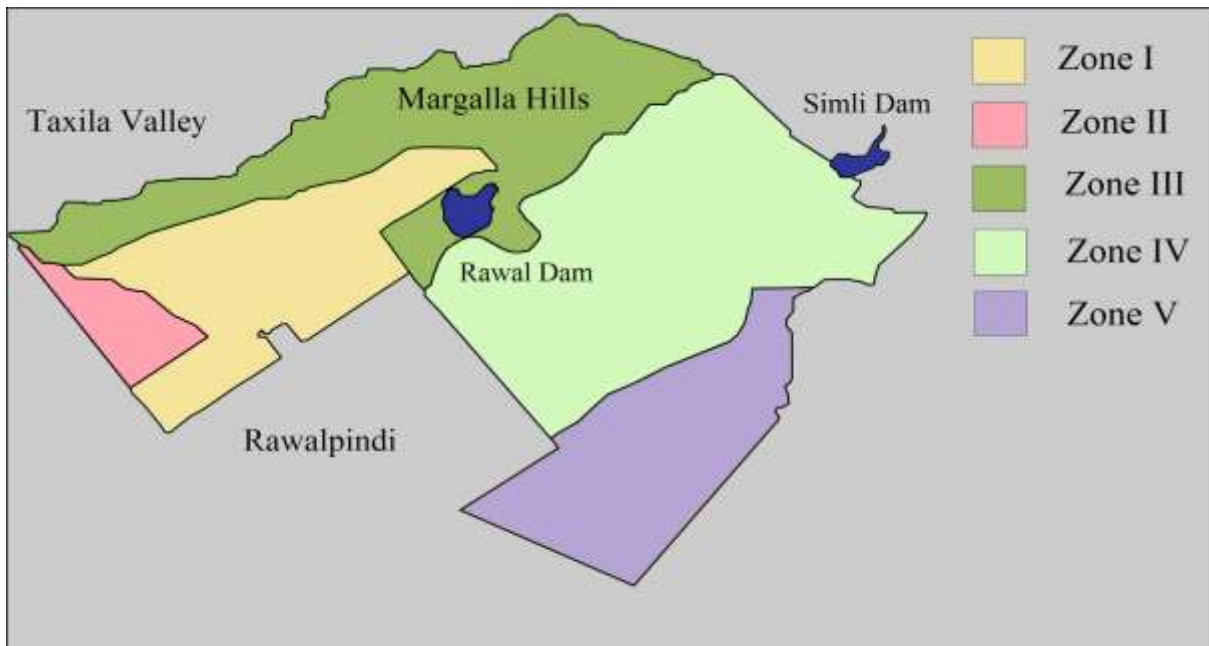 Taxila Valley
Margalla Hills
Simli Dam
Rawal Dam
Rawalpindi
Zone I
Zone II
Zone III
Zone IV
Zone V